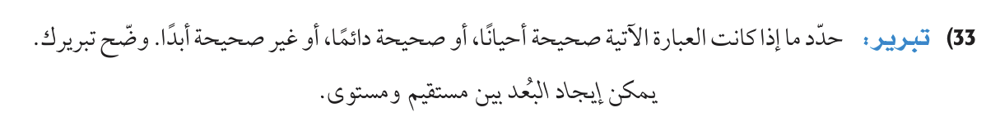 33) تبرير: حدّد ما إذا كانت العبارة الآتية صحيحة أحيانًا، أو صحيحة دائمًا، أو غير صحيحة أبدًا. وضّح تبريرك.
يمكن إيجاد البُعد بين مستقيم ومستوى.